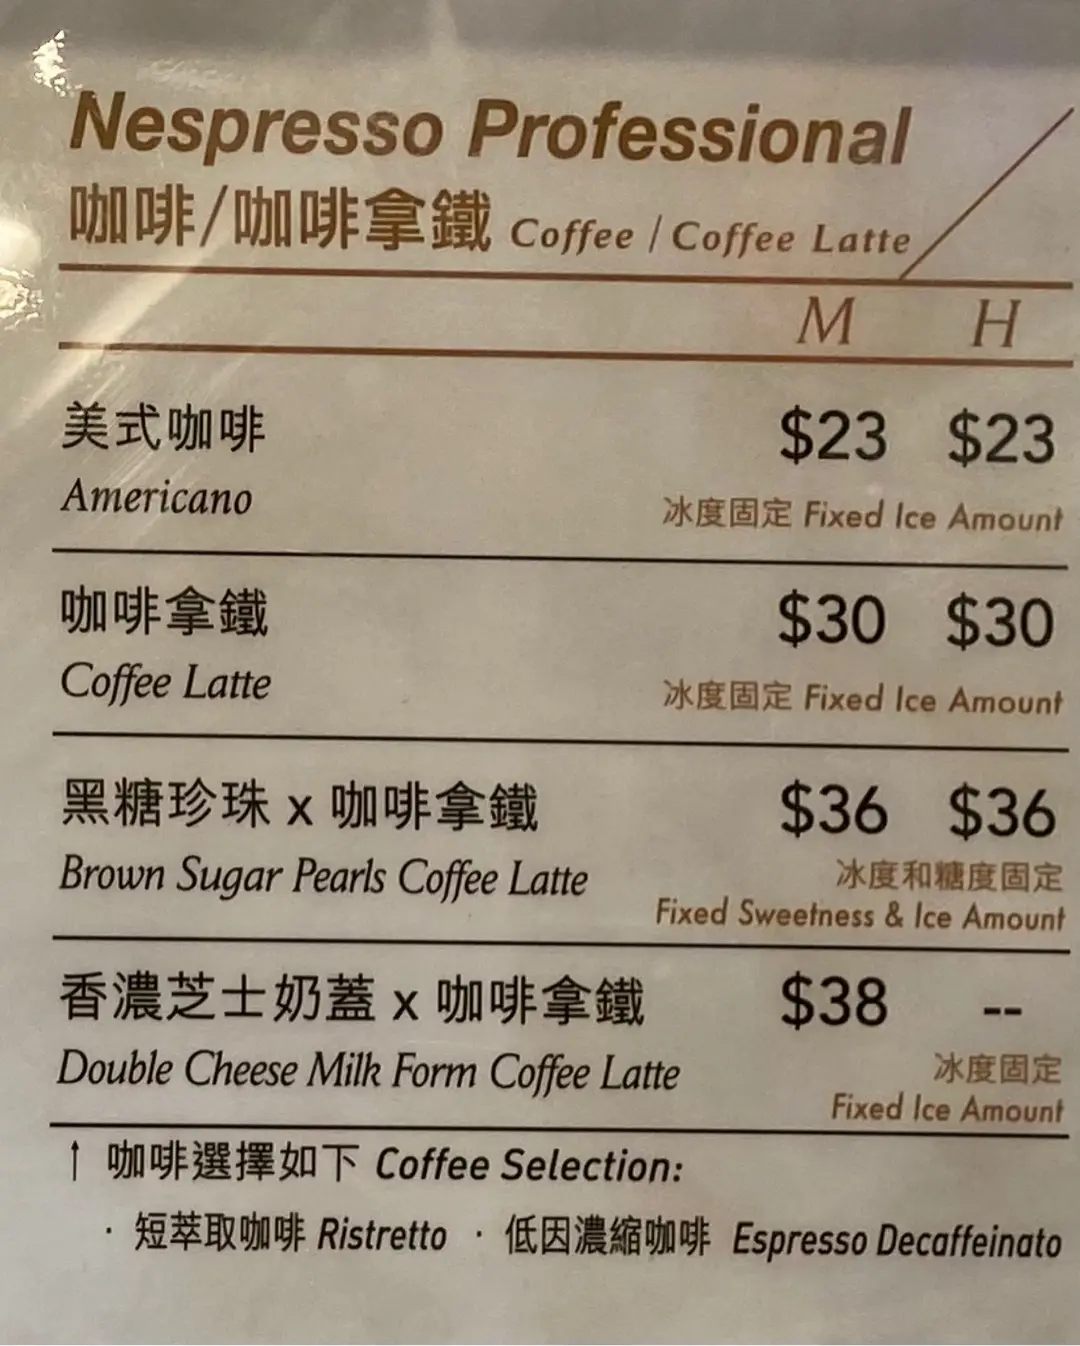 Nespresso Professional
咖啡/咖啡拿鐵 Coffee / Coffee Latte
M H
美式咖啡 $23 $23
Americano 冰度固定 Fixed Ice Amount
咖啡拿鐵 $30 $30
Coffee Latte 冰度固定 Fixed Ice Amount
黑糖珍珠 x 咖啡拿鐵 $36 $36
Brown Sugar Pearls Coffee Latte 冰度和糖度固定
Fixed Sweetness & Ice Amount
香濃芝士奶蓋 x 咖啡拿鐵 $38 --
Double Cheese Milk Form Coffee Latte 冰度固定
Fixed Ice Amount
↑ 咖啡選擇如下 Coffee Selection:
· 短萃取咖啡 Ristretto · 低因濃縮咖啡 Espresso Decaffeinato